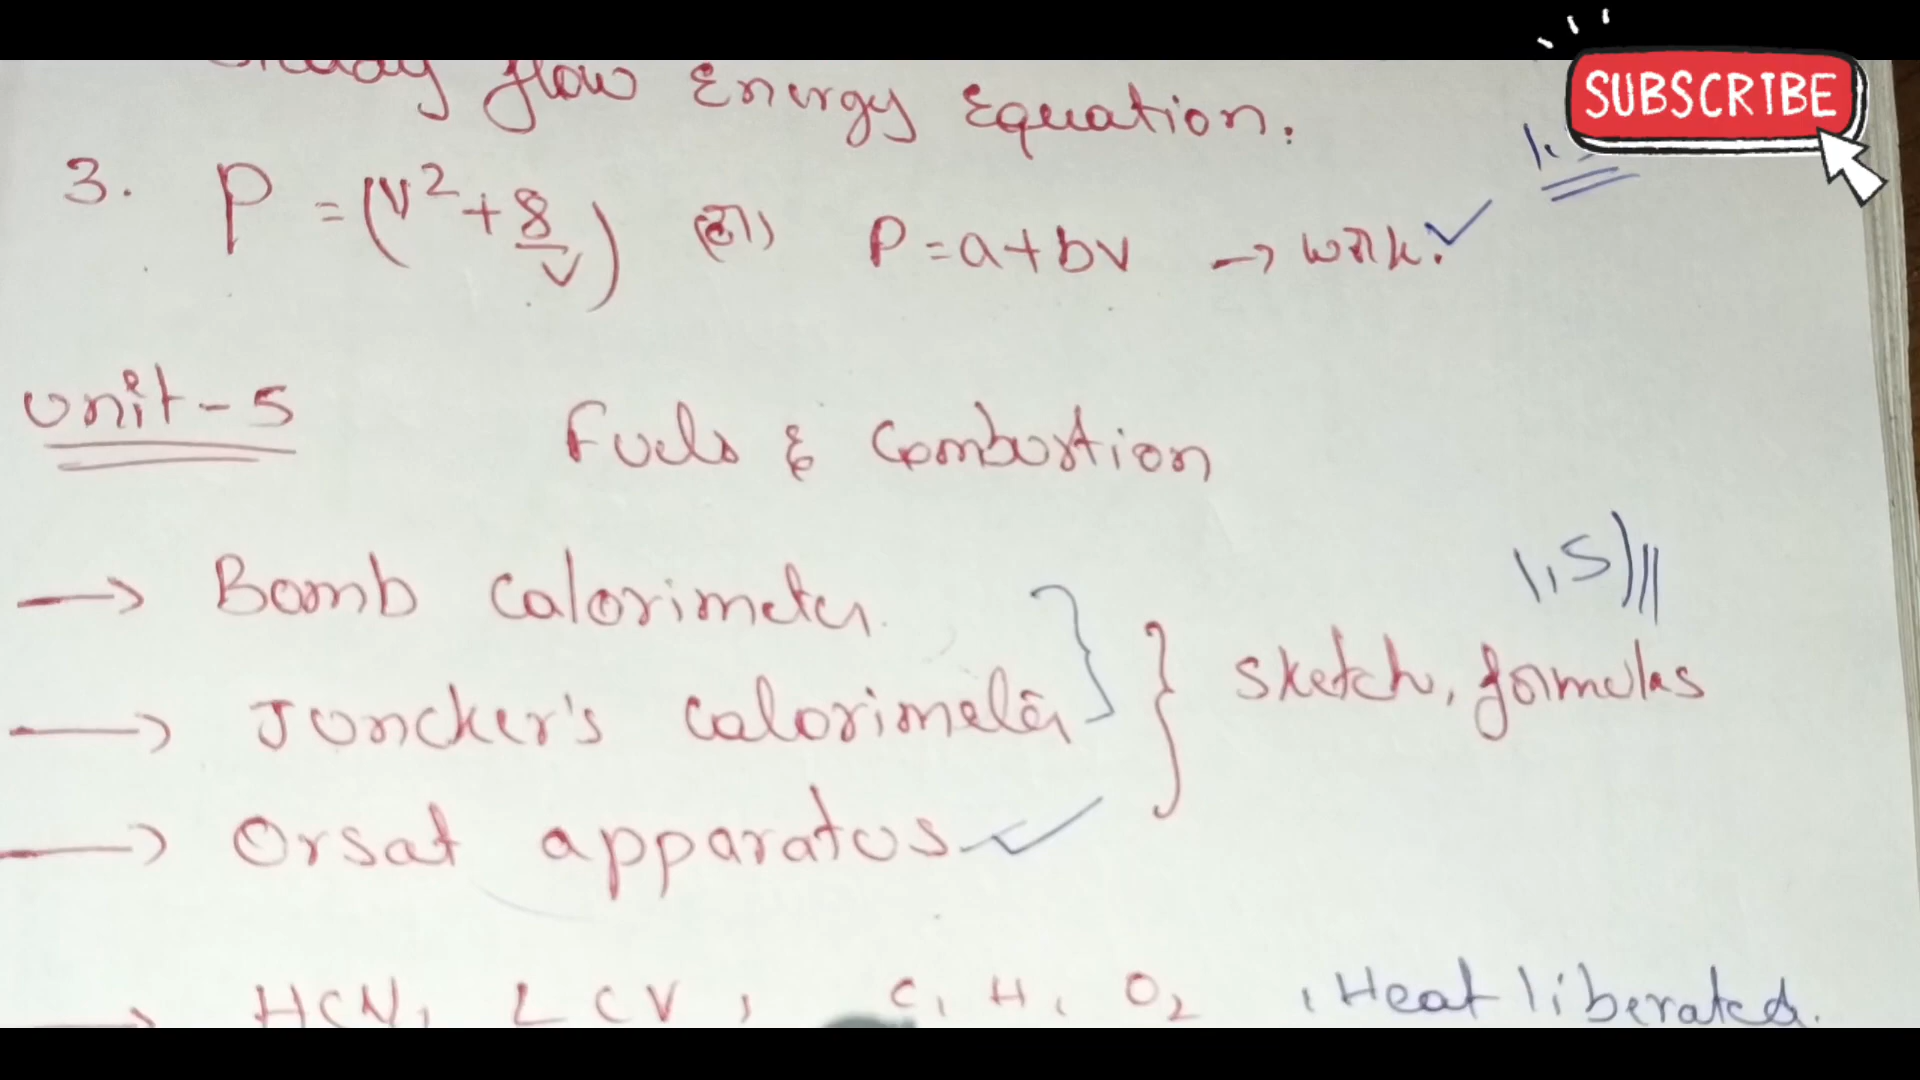 Steady flow Energy Equation.
SUBSCRIBE
3. P = (V² + 8/V) (లేదా) P = a + bv → work.
Unit-5 Fuels & Combustion
→ Bomb Calorimeter.
1,5)
→ Juncker's Calorimeter
sketch, formulas
→ Orsat apparatus
→ HCV, LCV, C, H, O₂, Heat liberated.